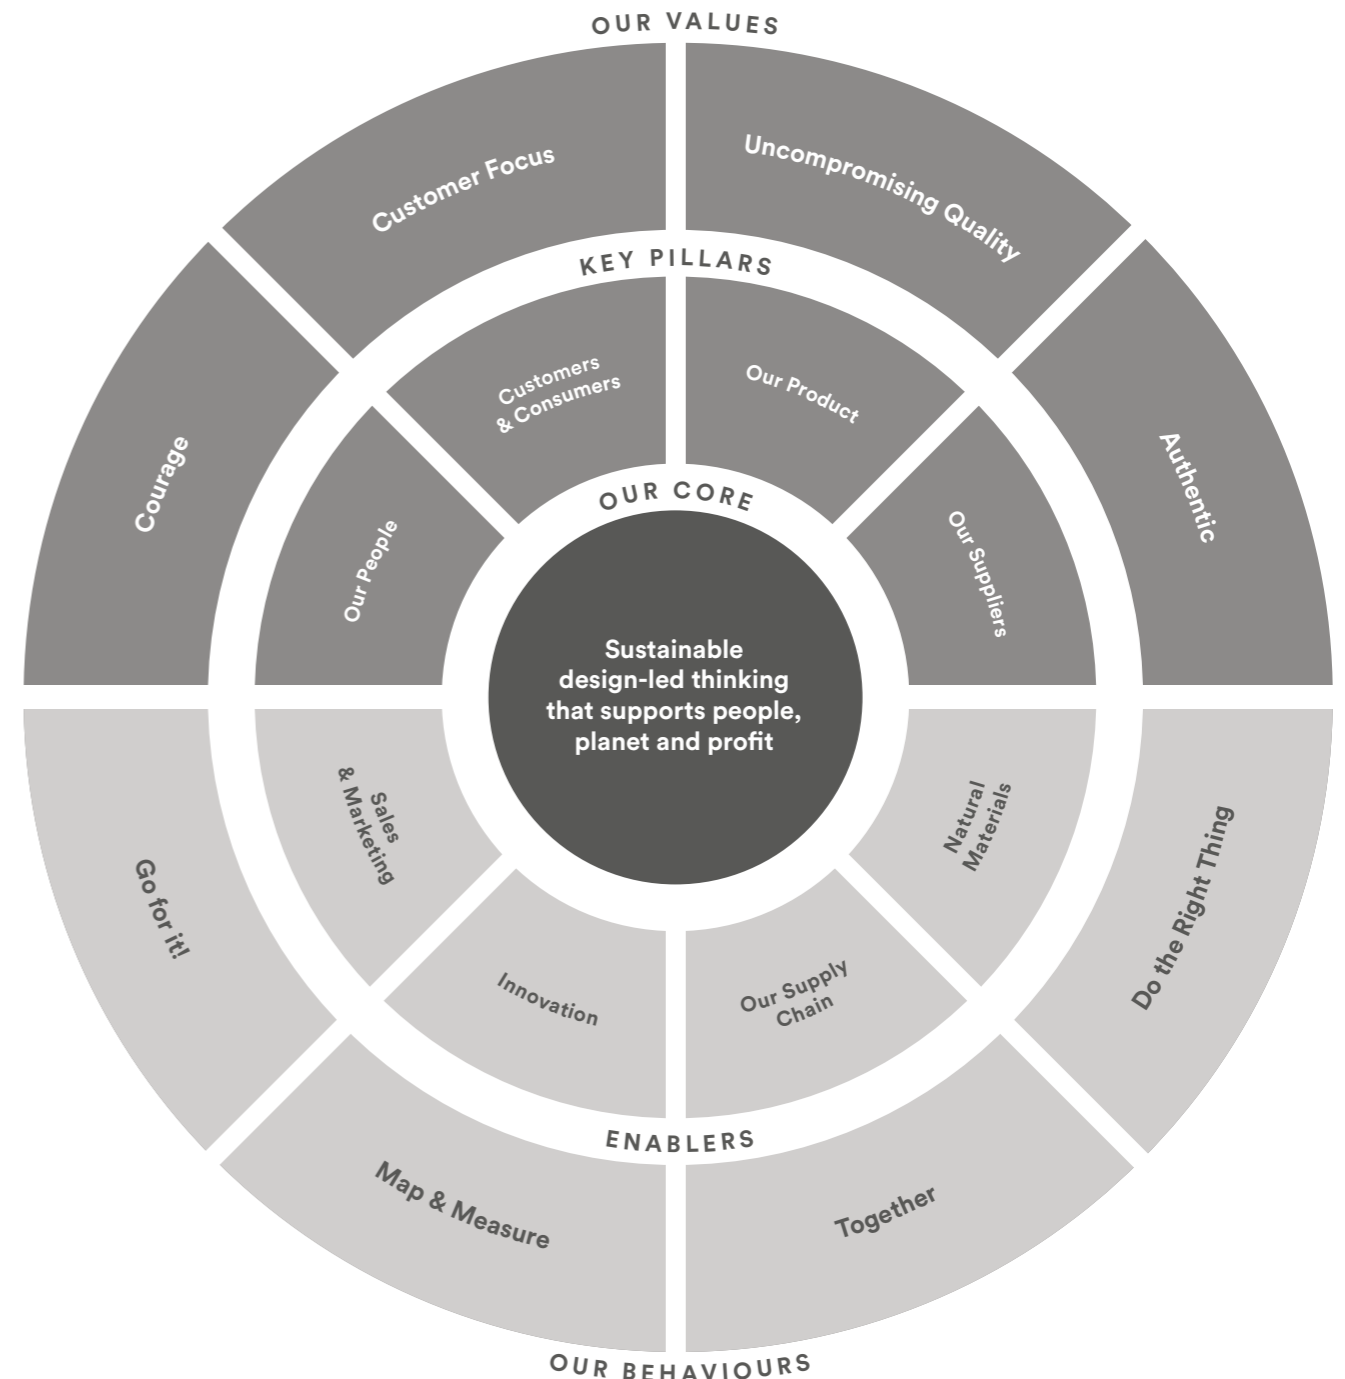 OUR VALUES
Customer Focus
Uncompromising Quality
Courage
Authentic
KEY PILLARS
Customers
& Consumers
Our Product
Our People
Our Suppliers
OUR CORE
Sustainable
design-led thinking
that supports people,
planet and profit
Sales
& Marketing
Natural
Materials
Innovation
Our Supply
Chain
ENABLERS
Go for it!
Do the Right Thing
Map & Measure
Together
OUR BEHAVIOURS